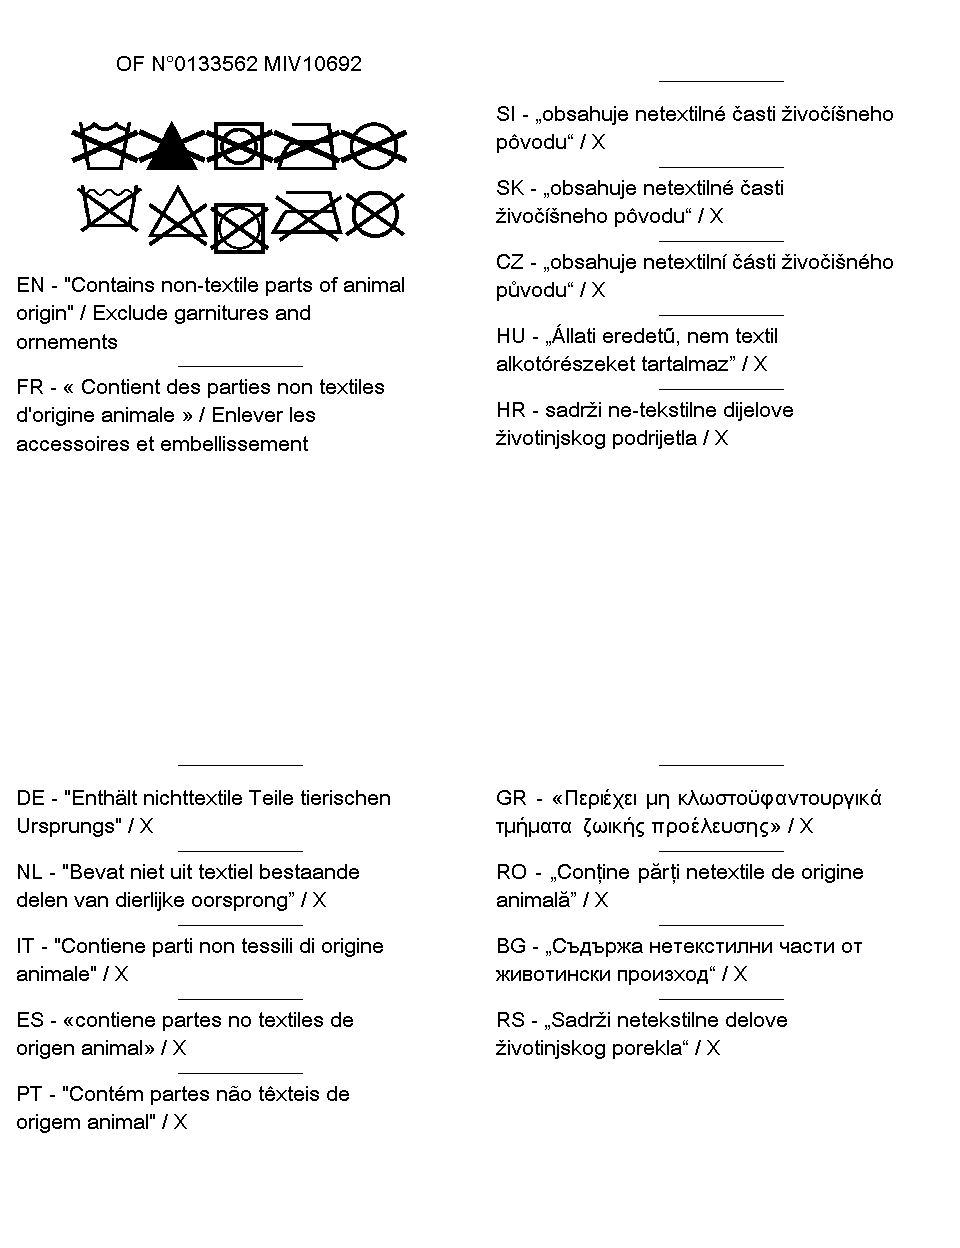 OF N°0133562 MIV10692
EN - "Contains non-textile parts of animal
origin" / Exclude garnitures and
ornements
FR - « Contient des parties non textiles
d'origine animale » / Enlever les
accessoires et embellissement
SI - „obsahuje netextilné časti živočíšneho
pôvodu“ / X
SK - „obsahuje netextilné časti
živočíšneho pôvodu“ / X
CZ - „obsahuje netextilní části živočišného
původu“ / X
HU - „Állati eredetű, nem textil
alkotórészeket tartalmaz” / X
HR - sadrži ne-tekstilne dijelove
životinjskog podrijetla / X
DE - "Enthält nichttextile Teile tierischen
Ursprungs" / X
NL - "Bevat niet uit textiel bestaande
delen van dierlijke oorsprong” / X
IT - "Contiene parti non tessili di origine
animale" / X
ES - «contiene partes no textiles de
origen animal» / X
PT - "Contém partes não têxteis de
origem animal" / X
GR - «Περιέχει μη κλωστοϋφαντουργικά
τμήματα ζωικής προέλευσης» / X
RO - „Conține părți netextile de origine
animală” / X
BG - „Съдържа нетекстилни части от
животински произход“ / X
RS - „Sadrži netekstilne delove
životinjskog porekla“ / X